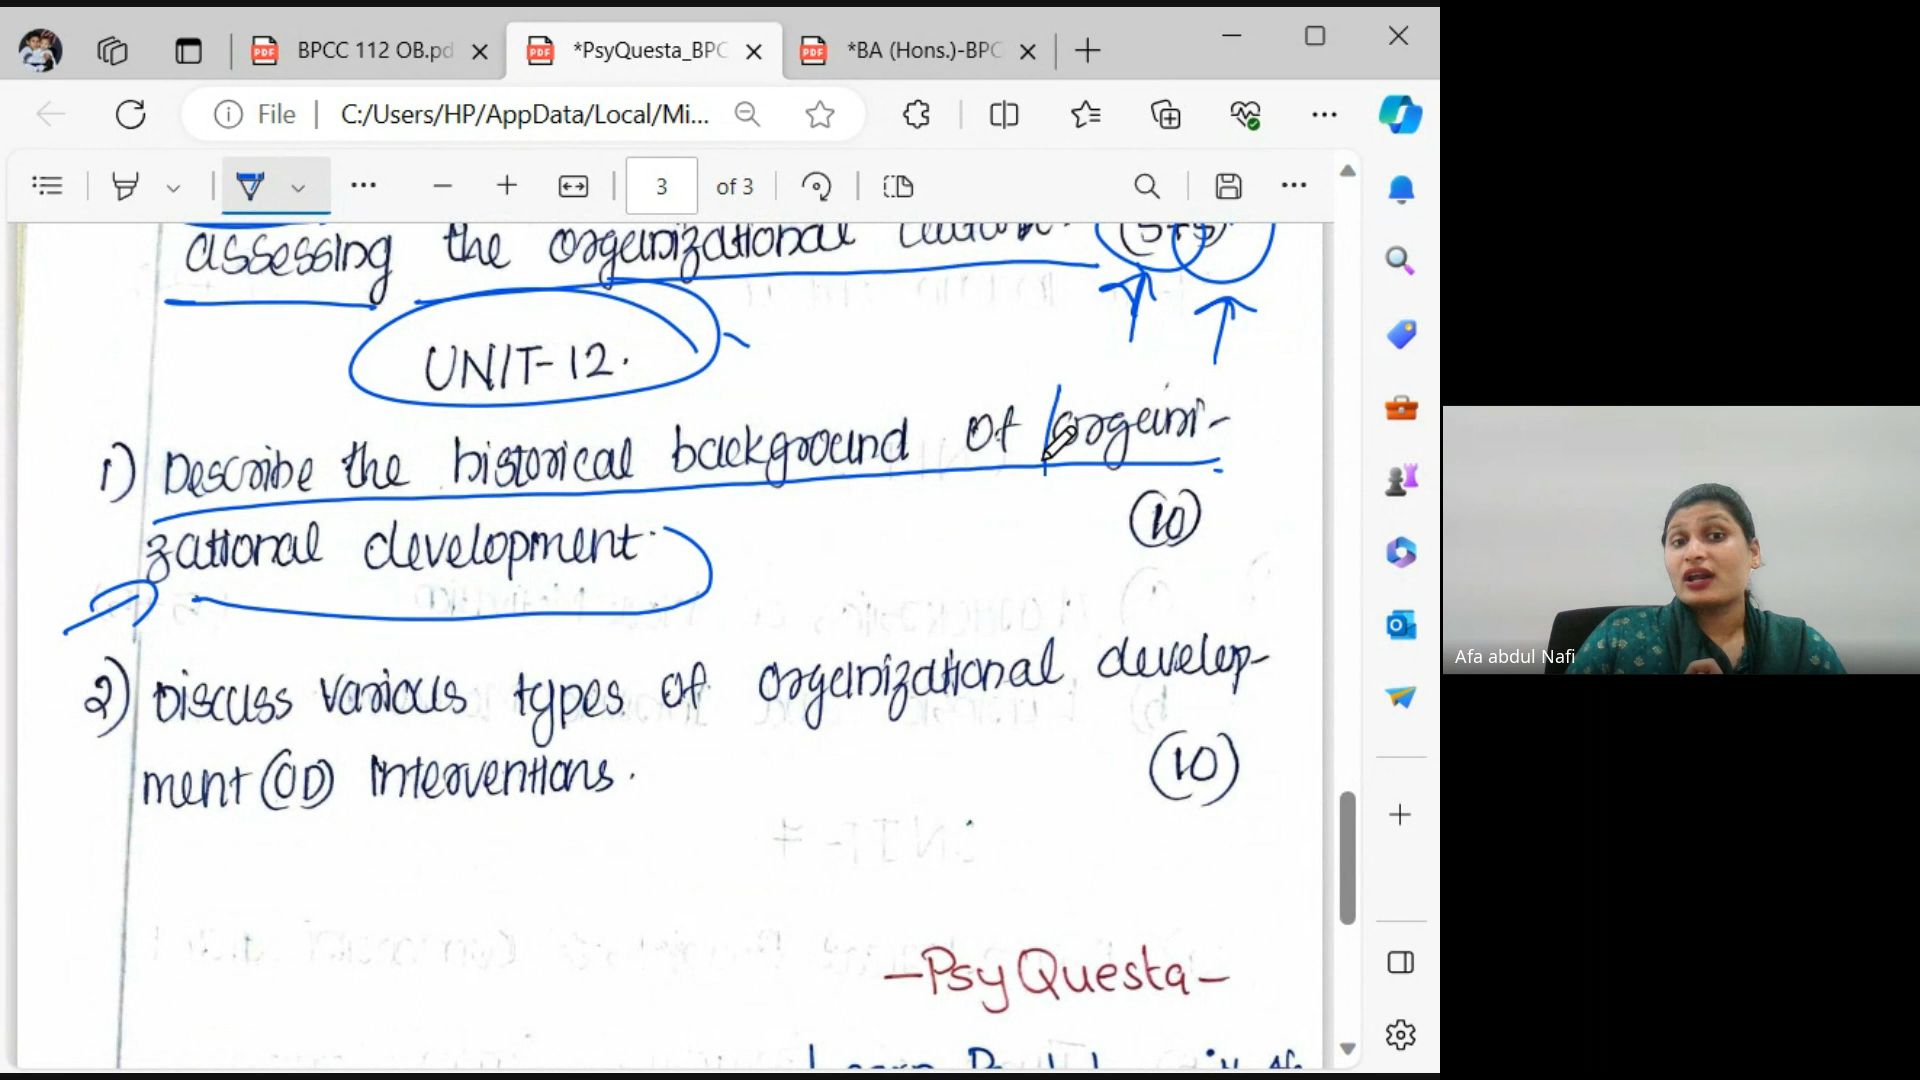 BPCC 112 OB.pd
*PsyQuesta_BPC
*BA (Hons.)-BPC
File
C:/Users/HP/AppData/Local/Mi...
3
of 3
assessing the organizational
(5+5)
UNIT-12.
1) Describe the historical background of organi-
zational development.
(10)
2) Discuss various types of organizational develop-
ment (OD) Interventions.
(10)
-PsyQuesta-
Afa abdul Nafi